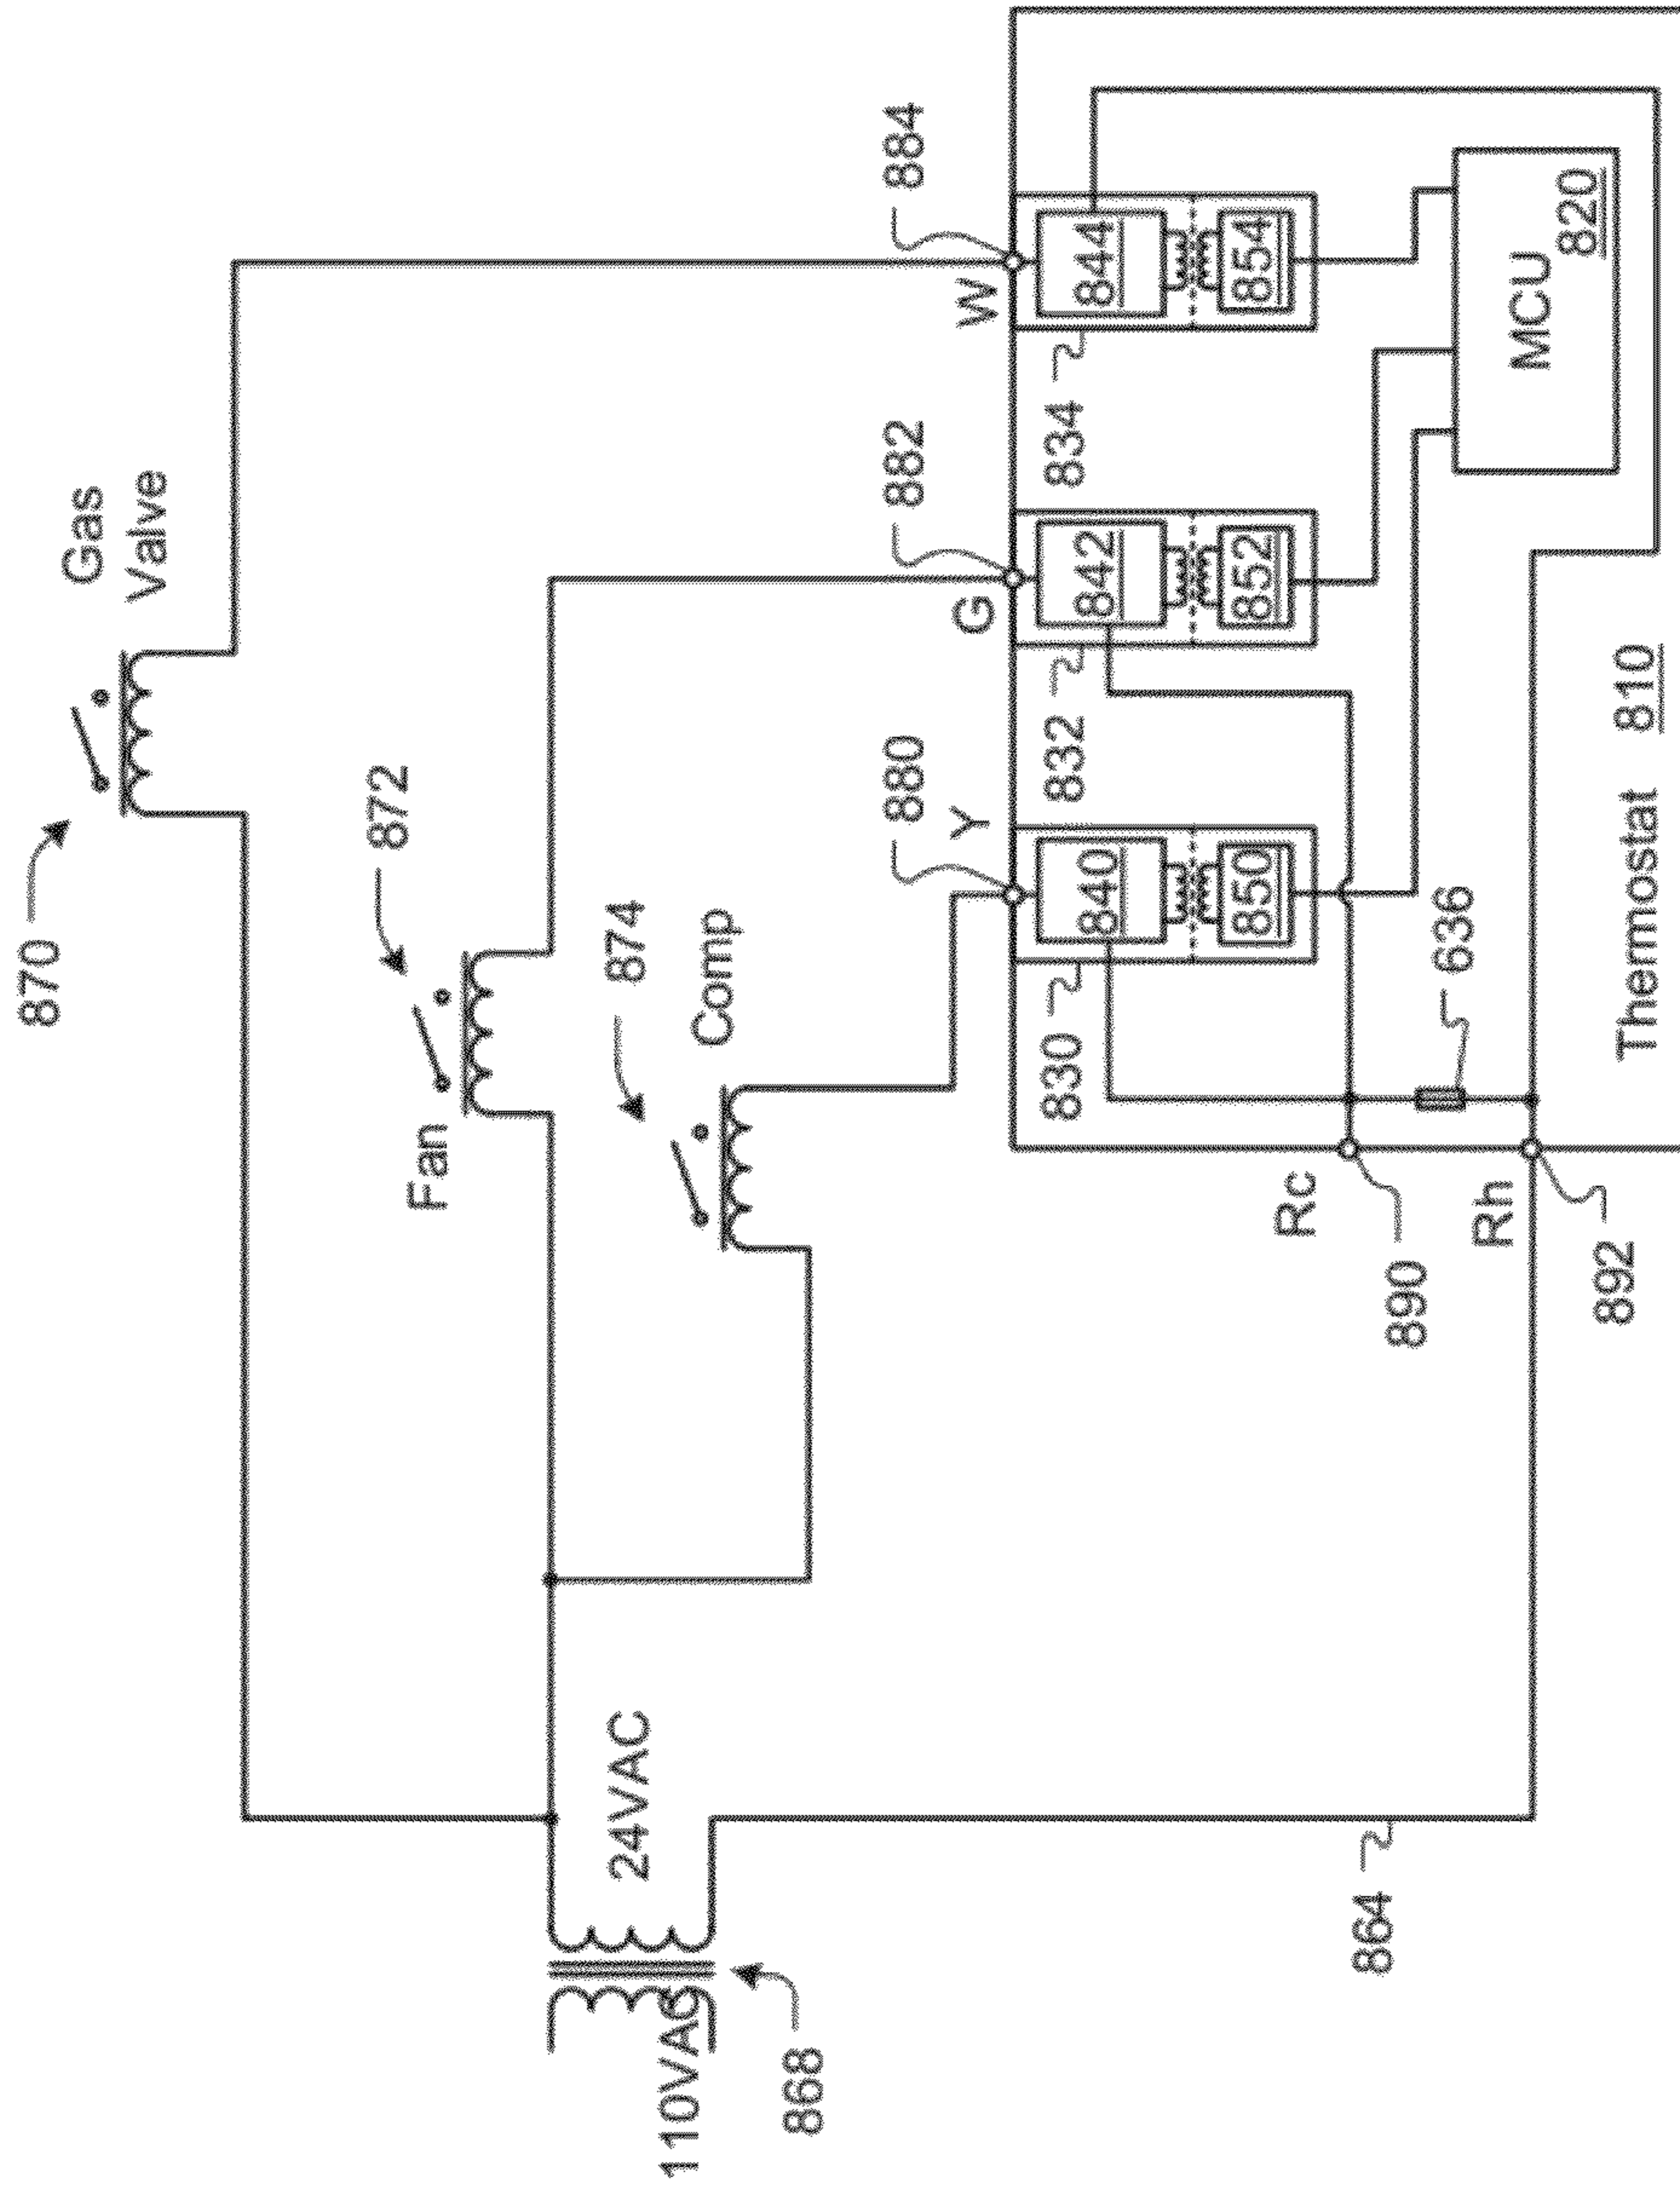 870
Gas
Valve
872
Fan
874
Comp
24VAC
110VAC
868
864
884
W
882
G
880
Y
834
832
830
844
854
842
852
840
850
MCU
820
636
Rc
890
Rh
892
Thermostat 810